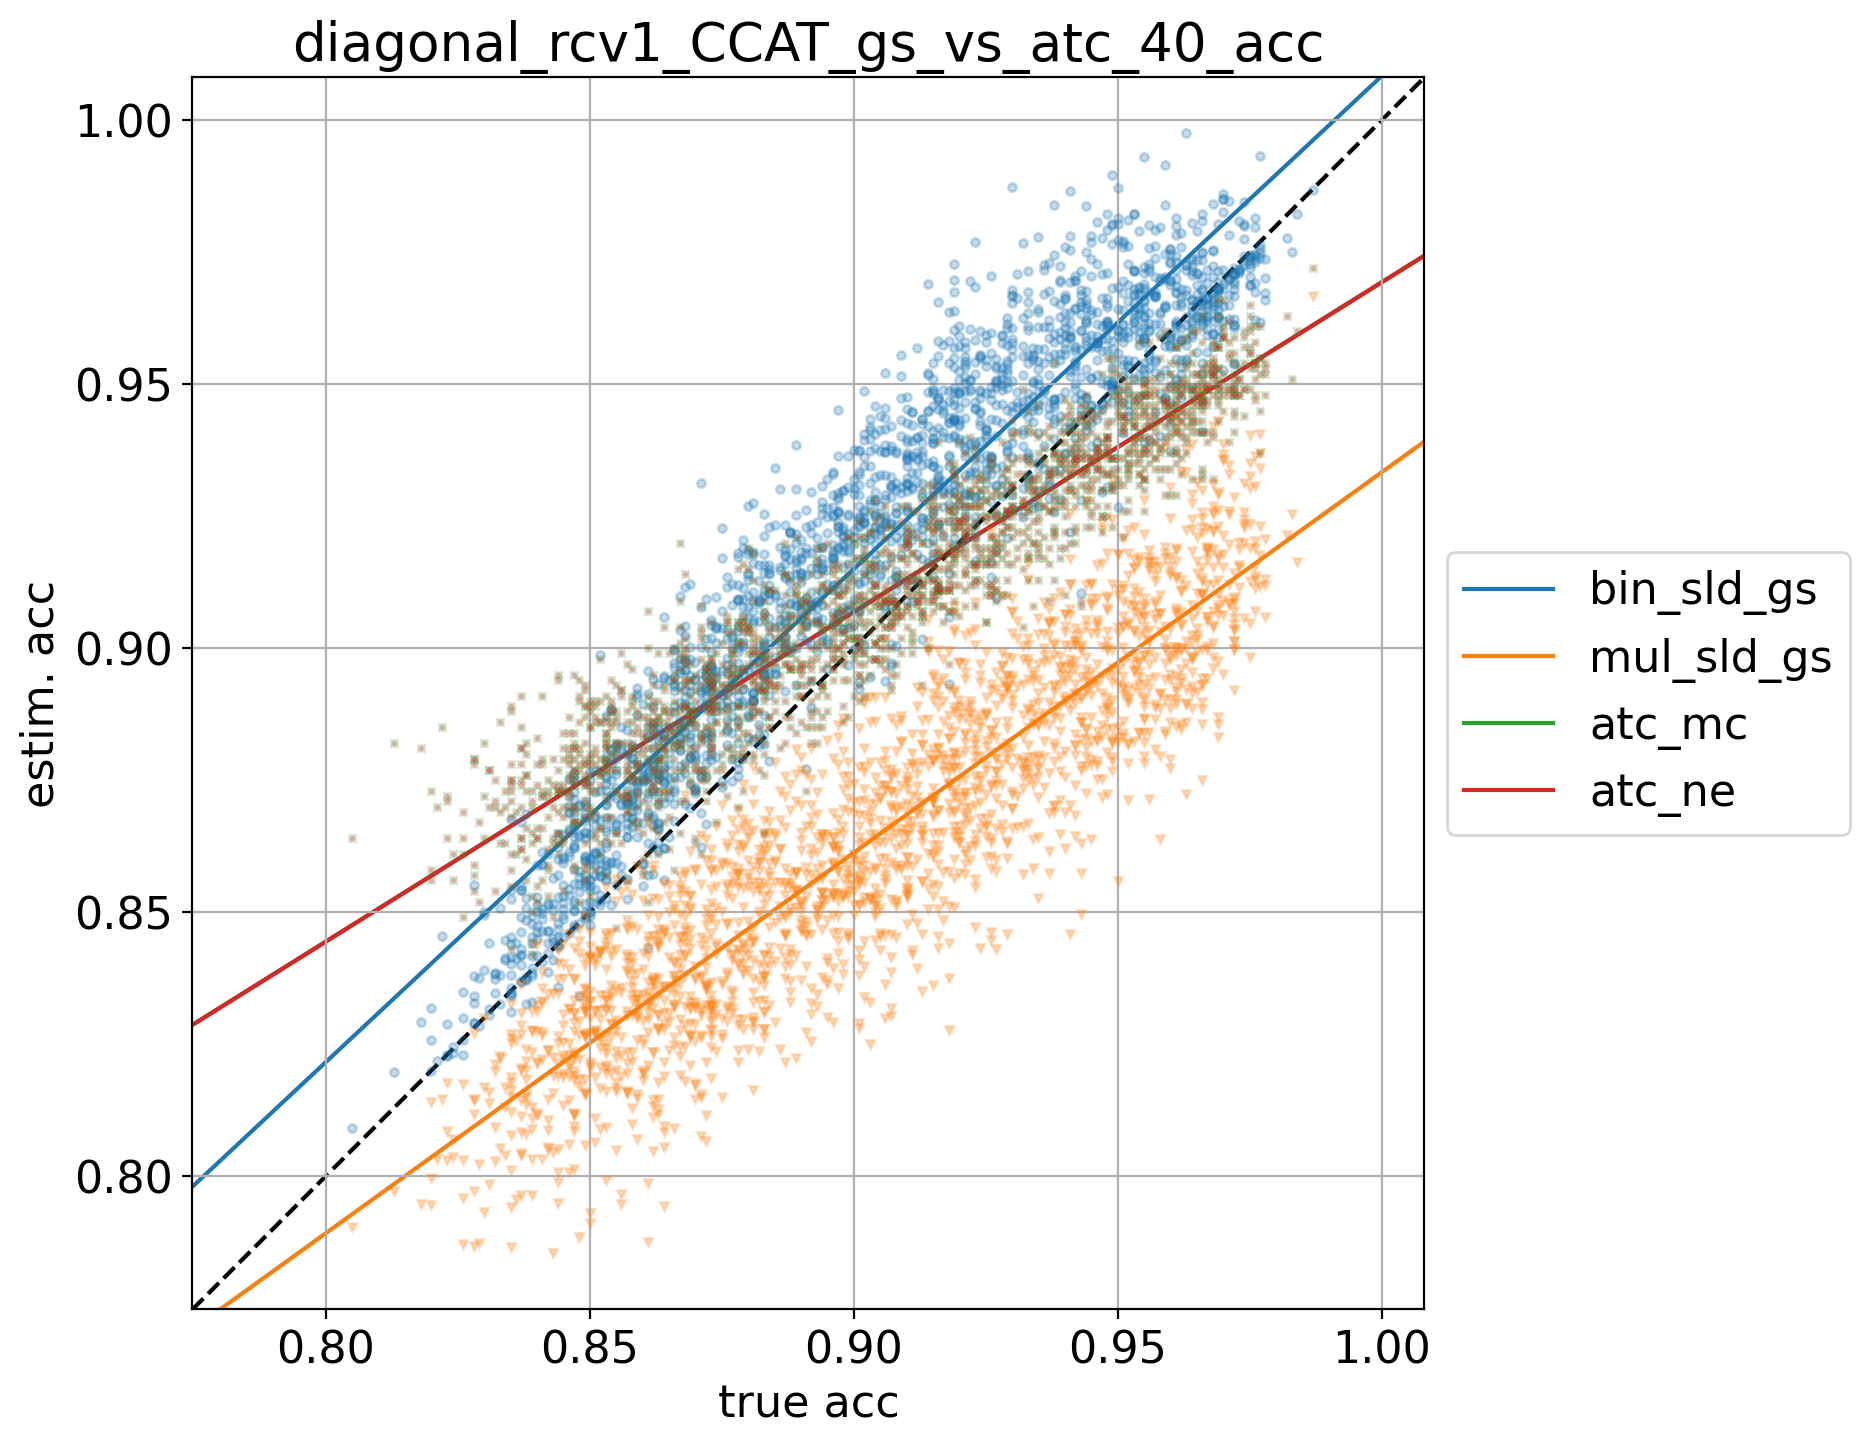 diagonal_rcv1_CCAT_gs_vs_atc_40_acc
1.00
0.95
0.90
0.85
0.80
estim. acc
0.80 0.85 0.90 0.95 1.00
true acc
bin_sld_gs
mul_sld_gs
atc_mc
atc_ne